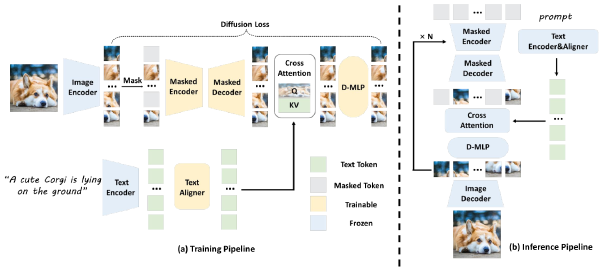 Diffusion Loss
Image
Encoder
Mask
Masked
Encoder
Masked
Decoder
Cross
Attention
Q
KV
D-MLP
"A cute Corgi is lying
on the ground"
Text
Encoder
Text
Aligner
Text Token
Masked Token
Trainable
Frozen
(a) Training Pipeline
× N
Masked
Encoder
Masked
Decoder
prompt
Text
Encoder&Aligner
Cross
Attention
D-MLP
Image
Decoder
(b) Inference Pipeline